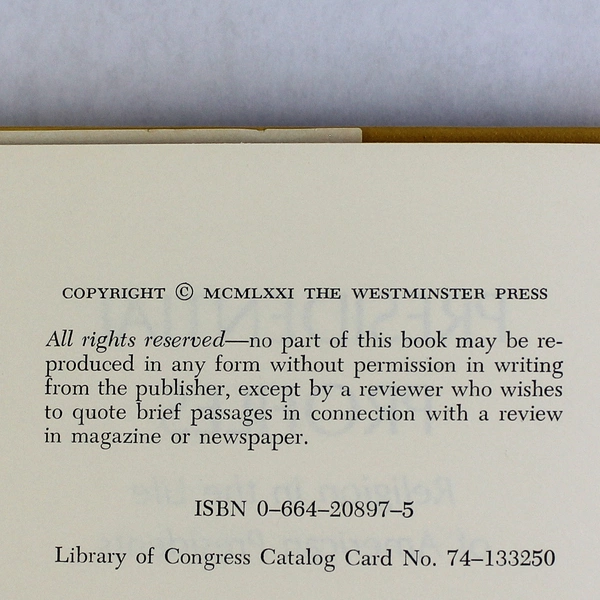 COPYRIGHT © MCMLXXI THE WESTMINSTER PRESS
All rights reserved—no part of this book may be re-
produced in any form without permission in writing
from the publisher, except by a reviewer who wishes
to quote brief passages in connection with a review
in magazine or newspaper.
ISBN 0–664–20897–5
Library of Congress Catalog Card No. 74–133250